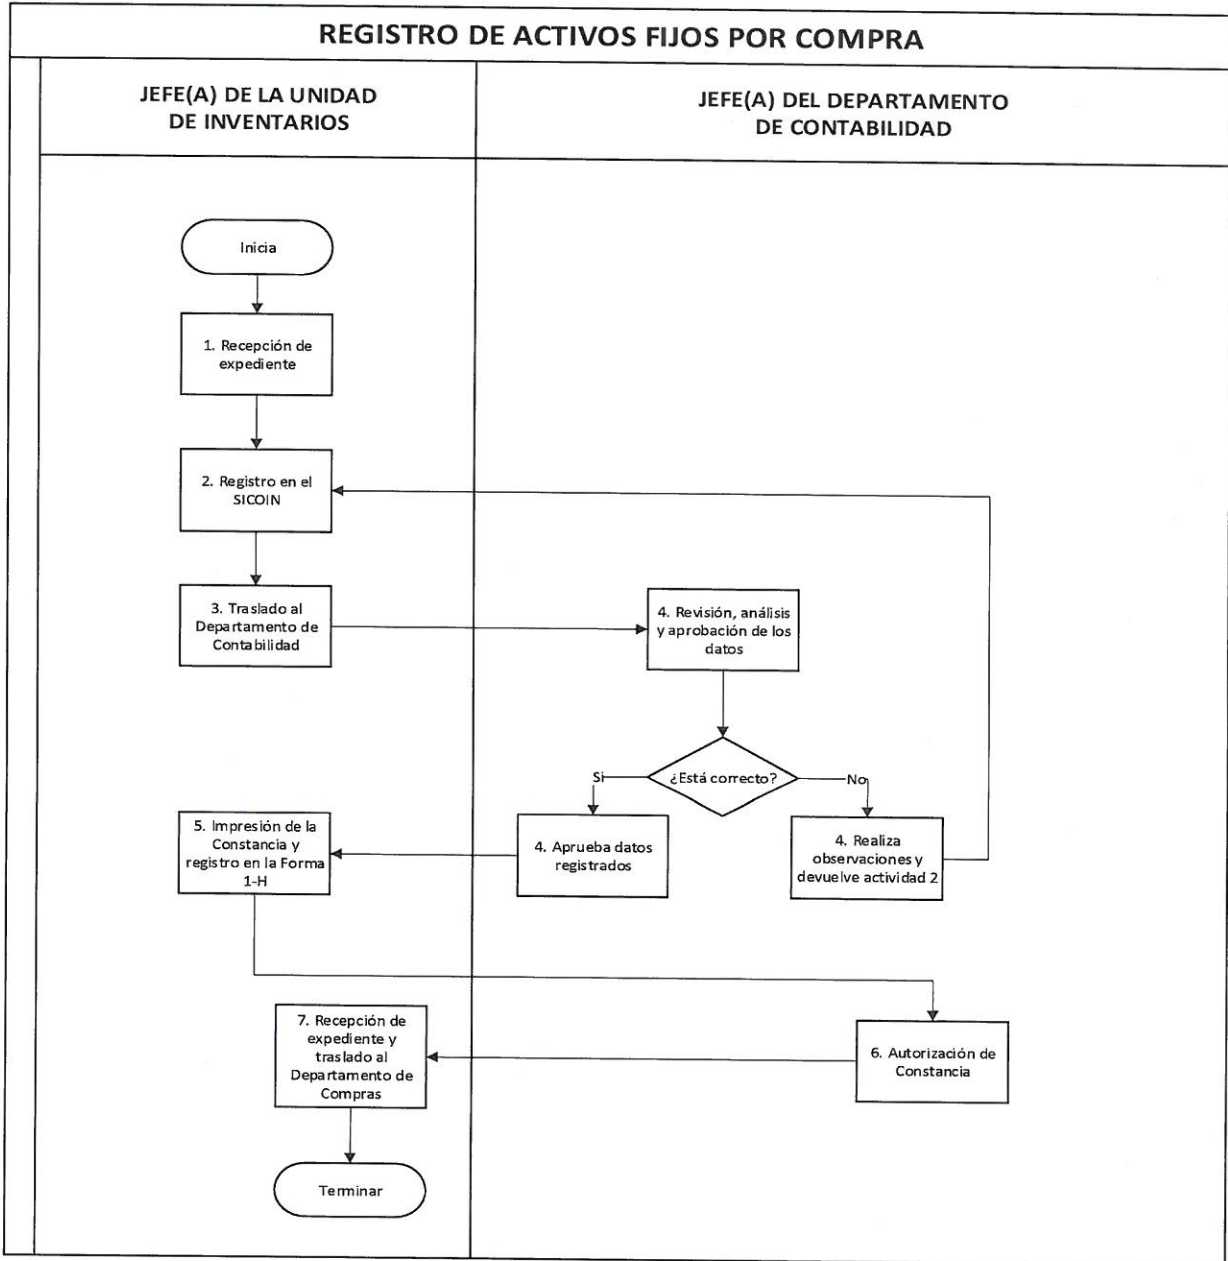 REGISTRO DE ACTIVOS FIJOS POR COMPRA
JEFE(A) DE LA UNIDAD
DE INVENTARIOS
JEFE(A) DEL DEPARTAMENTO
DE CONTABILIDAD
Inicia
1. Recepción de
expediente
2. Registro en el
SICOIN
3. Traslado al
Departamento de
Contabilidad
4. Revisión, análisis
y aprobación de los
datos
¿Está correcto?
Si
No
4. Aprueba datos
registrados
4. Realiza
observaciones y
devuelve actividad 2
5. Impresión de la
Constancia y
registro en la Forma
1-H
6. Autorización de
Constancia
7. Recepción de
expediente y
traslado al
Departamento de
Compras
Terminar